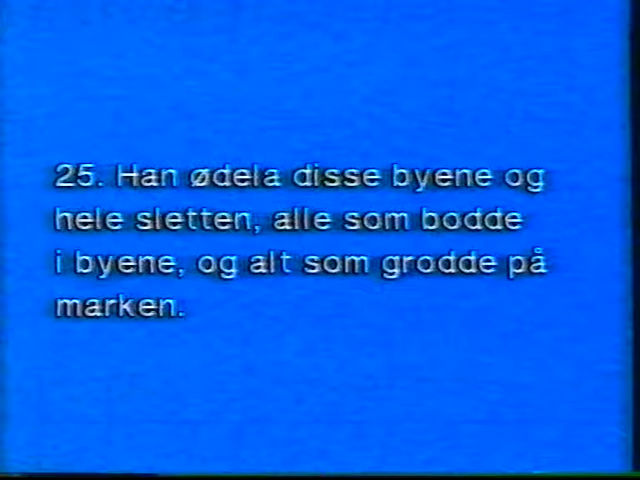 25. Han ødela disse byene og
hele sletten, alle som bodde
i byene, og alt som grodde på
marken.